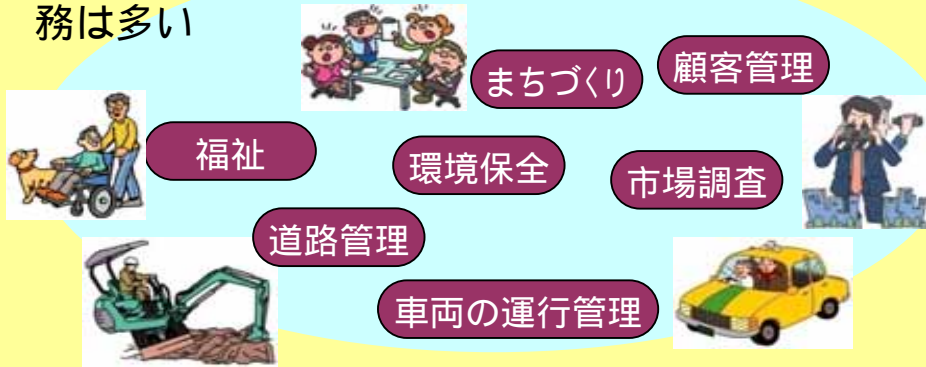 務は多い
まちづくり
顧客管理
福祉
環境保全
市場調査
道路管理
車両の運行管理